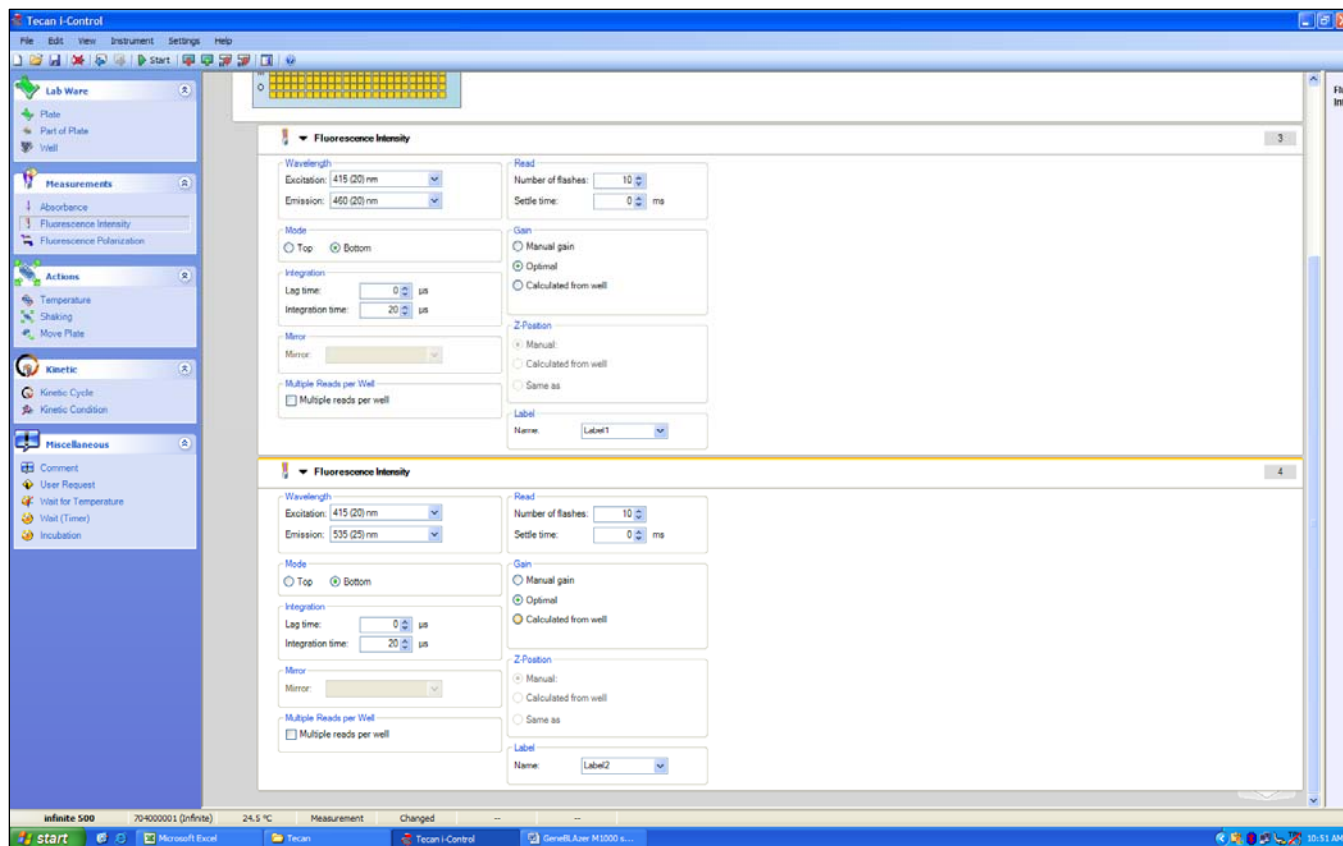 Tecan i-Control
File Edit View Instrument Settings Help
Start
Lab Ware
Plate
Part of Plate
Well
Measurements
Absorbance
Fluorescence Intensity
Fluorescence Polarization
Actions
Temperature
Shaking
Move Plate
Kinetic
Kinetic Cycle
Kinetic Condition
Miscellaneous
Comment
User Request
Wait for Temperature
Wait (Timer)
Incubation
O
Fluorescence Intensity 3
Wavelength
Excitation: 415 (20) nm
Emission: 460 (20) nm
Mode
Top Bottom
Integration
Lag time: 0 µs
Integration time: 20 µs
Mirror
Mirror:
Multiple Reads per Well
Multiple reads per well
Read
Number of flashes: 10
Settle time: 0 ms
Gain
Manual gain
Optimal
Calculated from well
Z-Position
Manual:
Calculated from well
Same as
Label
Name: Label1
Fluorescence Intensity 4
Wavelength
Excitation: 415 (20) nm
Emission: 535 (25) nm
Mode
Top Bottom
Integration
Lag time: 0 µs
Integration time: 20 µs
Mirror
Mirror:
Multiple Reads per Well
Multiple reads per well
Read
Number of flashes: 10
Settle time: 0 ms
Gain
Manual gain
Optimal
Calculated from well
Z-Position
Manual:
Calculated from well
Same as
Label
Name: Label2
infinite 500 704000001 (Infinite) 24.5 °C Measurement Changed -- --
start Microsoft Excel Tecan Tecan i-Control GeneBLAzer M1000 s... 10:51 AM